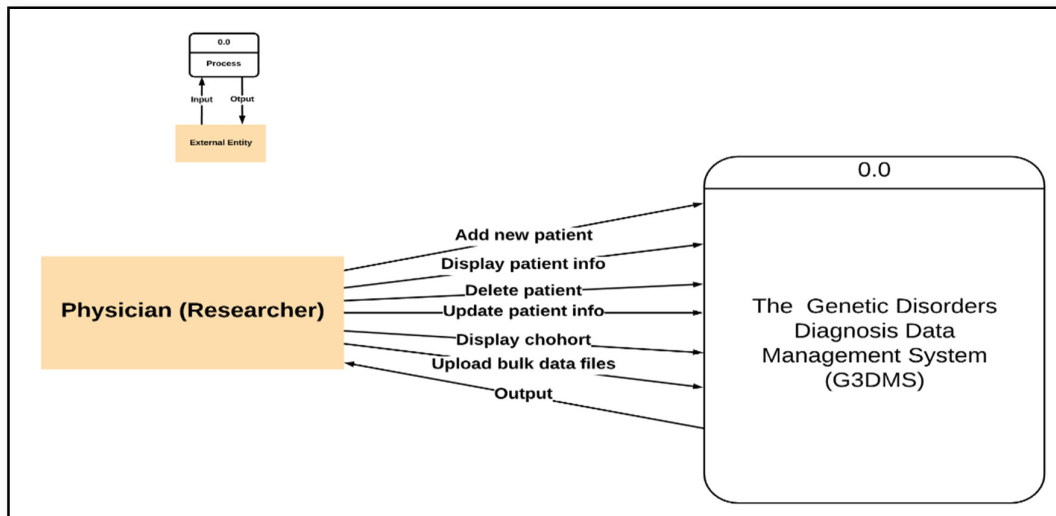 0.0
Process
Input
Otput
External Entity
0.0
Add new patient
Display patient info
Delete patient
Update patient info
Display chohort
Upload bulk data files
Output
Physician (Researcher)
The Genetic Disorders
Diagnosis Data
Management System
(G3DMS)